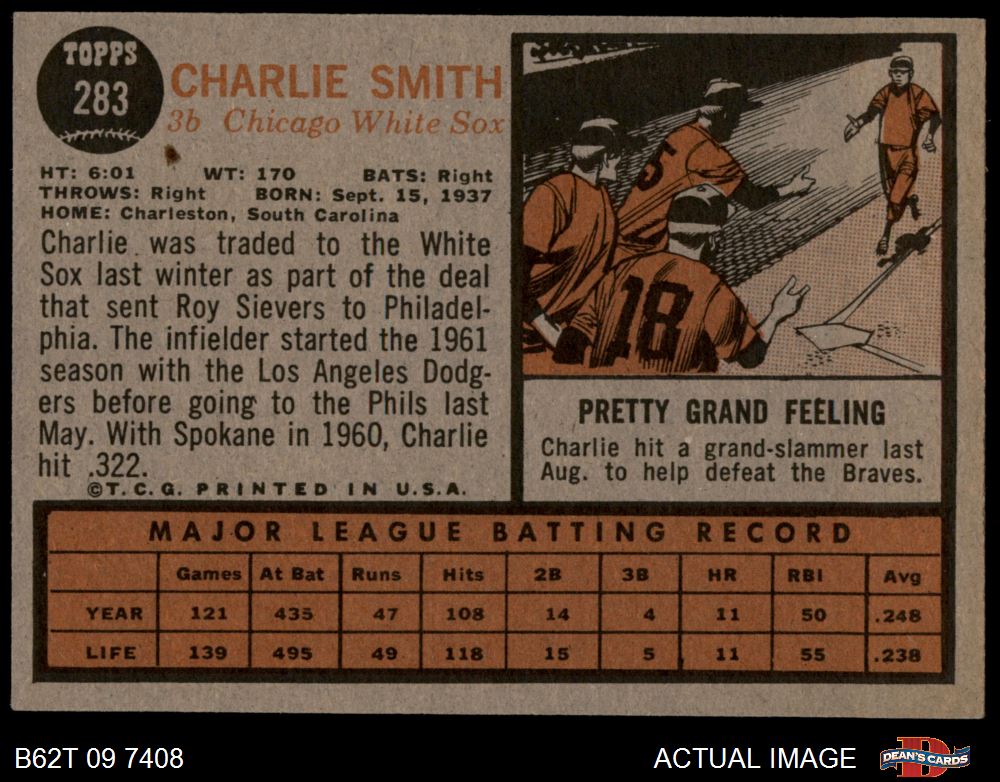 TOPPS
283
CHARLIE SMITH
3b Chicago White Sox
HT: 6:01 WT: 170 BATS: Right
THROWS: Right BORN: Sept. 15, 1937
HOME: Charleston, South Carolina
Charlie was traded to the White
Sox last winter as part of the deal
that sent Roy Sievers to Philadel-
phia. The infielder started the 1961
season with the Los Angeles Dodg-
ers before going to the Phils last
May. With Spokane in 1960, Charlie
hit .322.
©T.C.G. PRINTED IN U.S.A.
5
18
PRETTY GRAND FEELING
Charlie hit a grand-slammer last
Aug. to help defeat the Braves.
MAJOR LEAGUE BATTING RECORD
Games At Bat Runs Hits 2B 3B HR RBI Avg
YEAR 121 435 47 108 14 4 11 50 .248
LIFE 139 495 49 118 15 5 11 55 .238
B62T 09 7408
ACTUAL IMAGE
D
DEAN'S CARDS